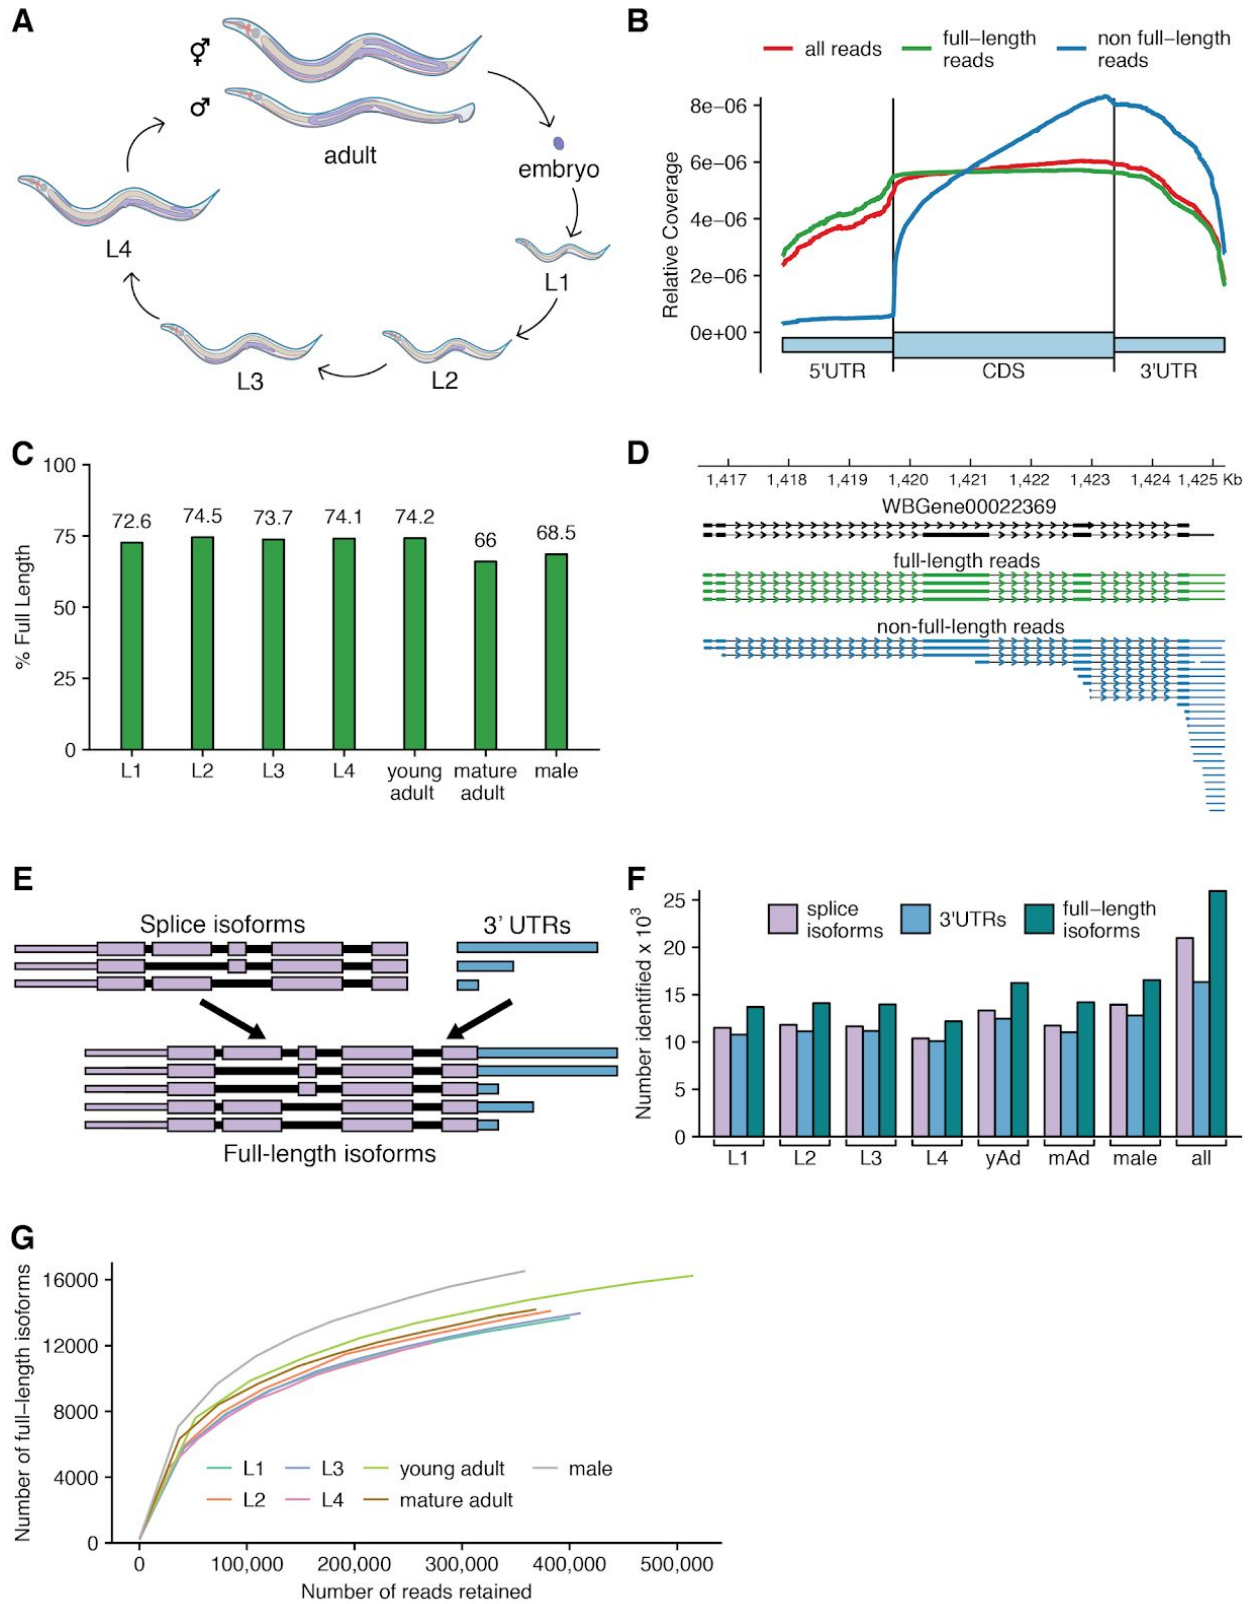 A
⚥
♂
adult
embryo
L1
L2
L3
L4
B
all reads
full−length
reads
non full−length
reads
Relative Coverage
8e−06
6e−06
4e−06
2e−06
0e+00
5'UTR
CDS
3'UTR
C
% Full Length
100
75
50
25
0
72.6
74.5
73.7
74.1
74.2
66
68.5
L1
L2
L3
L4
young
adult
mature
adult
male
D
1,417
1,418
1,419
1,420
1,421
1,422
1,423
1,424
1,425 Kb
WBGene00022369
full-length reads
non-full-length reads
E
Splice isoforms
3' UTRs
Full-length isoforms
F
Number identified x 10³
25
20
15
10
5
0
splice
isoforms
3'UTRs
full−length
isoforms
L1
L2
L3
L4
yAd
mAd
male
all
G
Number of full−length isoforms
16000
12000
8000
4000
0
L1
L2
L3
L4
young adult
mature adult
male
0
100,000
200,000
300,000
400,000
500,000
Number of reads retained